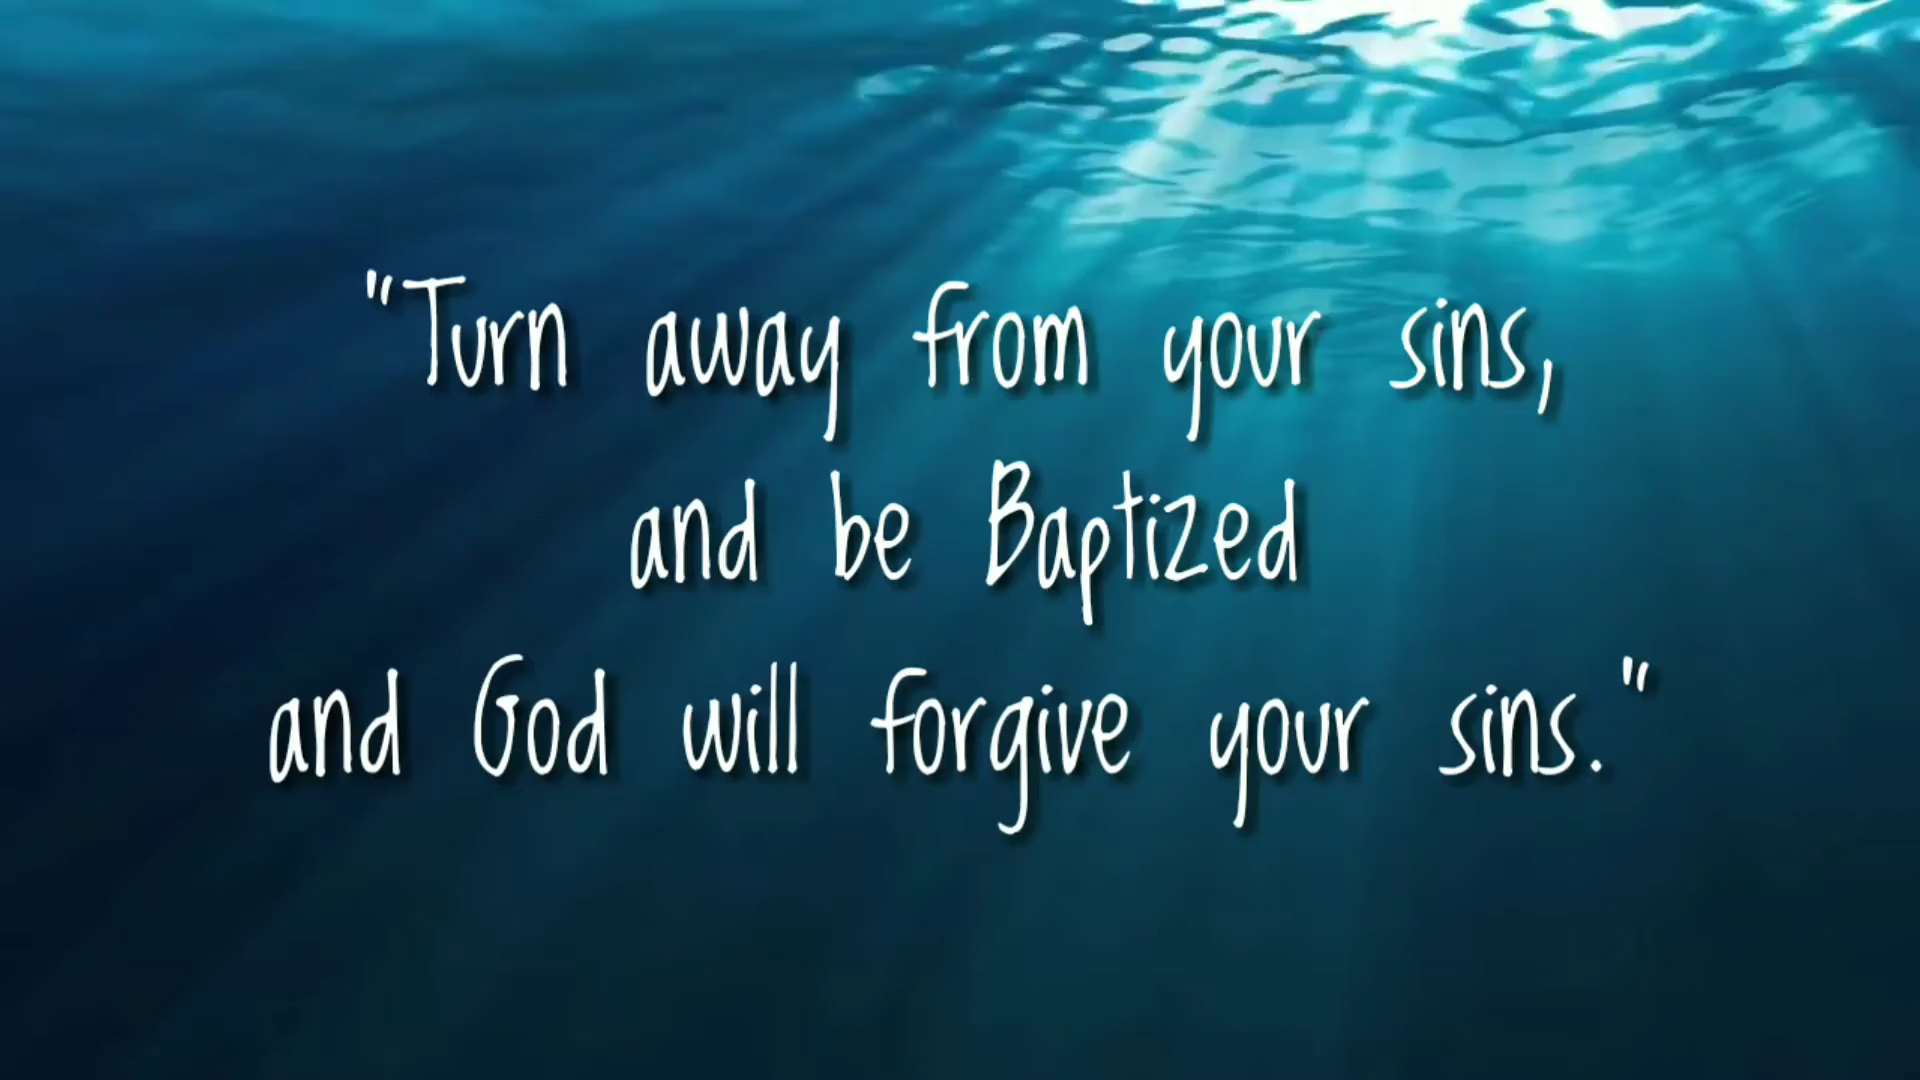 "Turn away from your sins,
and be Baptized
and God will forgive your sins."